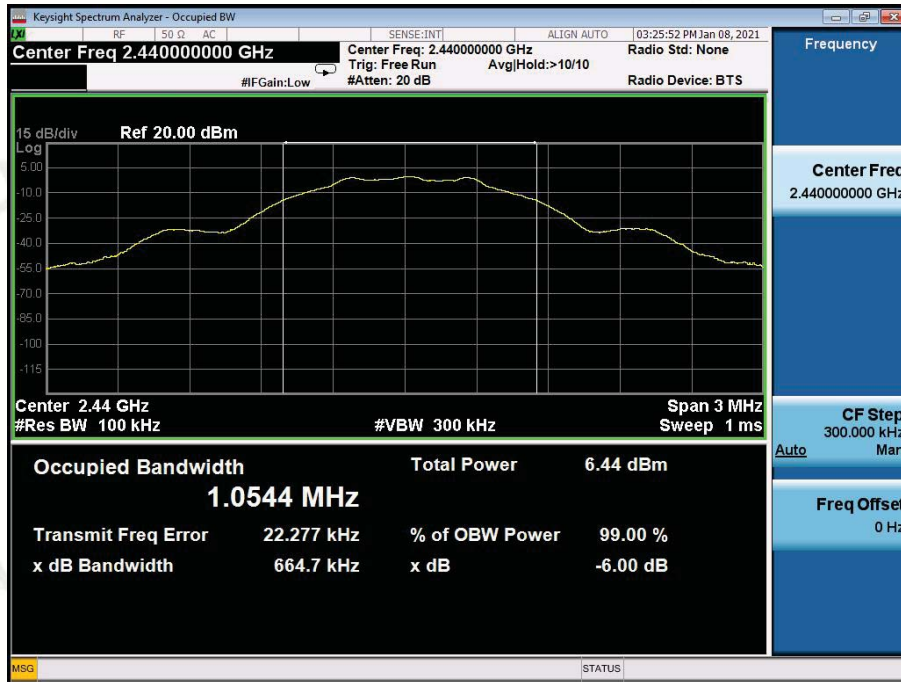 Keysight Spectrum Analyzer - Occupied BW
LXI RF 50 Ω AC SENSE:INT ALIGN AUTO 03:25:52 PM Jan 08, 2021
Center Freq 2.440000000 GHz
Center Freq: 2.440000000 GHz Radio Std: None
Trig: Free Run Avg|Hold:>10/10
#IFGain:Low #Atten: 20 dB Radio Device: BTS
15 dB/div Ref 20.00 dBm
Log
5.00
-10.0
-25.0
-40.0
-55.0
-70.0
-85.0
-100
-115
Center 2.44 GHz Span 3 MHz
#Res BW 100 kHz #VBW 300 kHz Sweep 1 ms
Occupied Bandwidth Total Power 6.44 dBm
1.0544 MHz
Transmit Freq Error 22.277 kHz % of OBW Power 99.00 %
x dB Bandwidth 664.7 kHz x dB -6.00 dB
MSG STATUS
Frequency
Center Freq
2.440000000 GHz
CF Step
300.000 kHz
Auto Man
Freq Offset
0 Hz